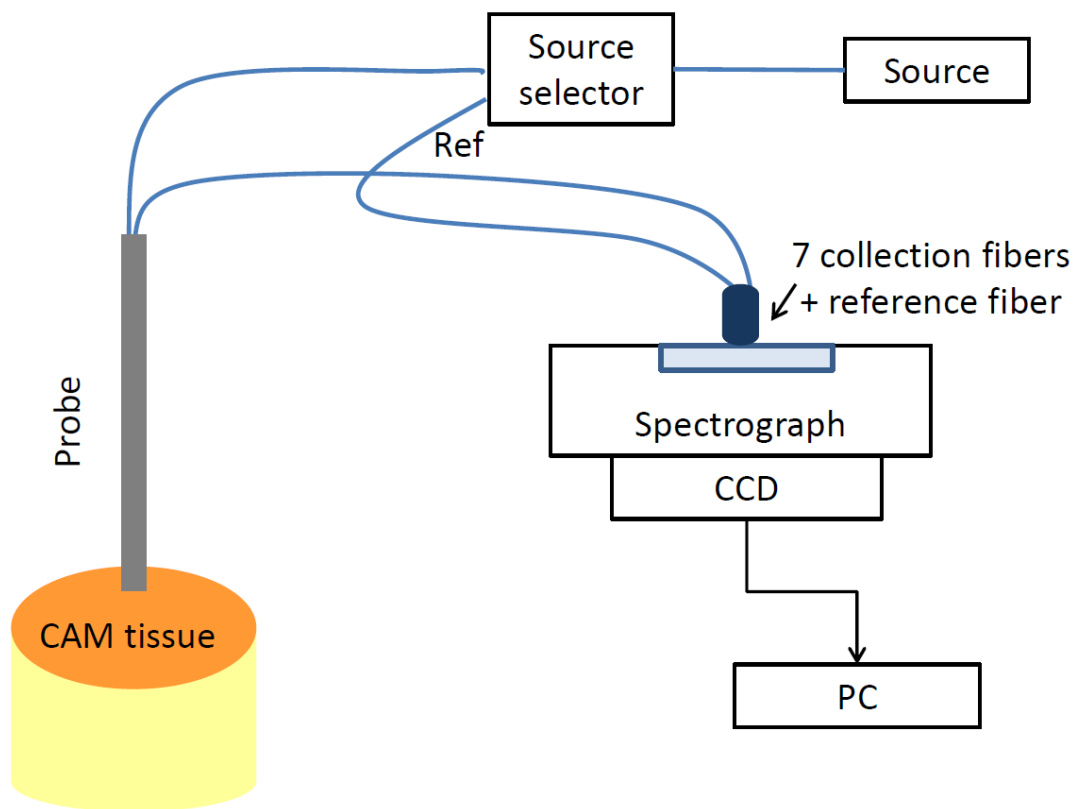 Source
selector
Source
Ref
7 collection fibers
+ reference fiber
Probe
Spectrograph
CCD
CAM tissue
PC